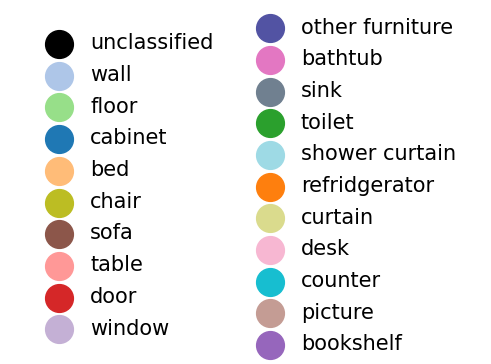 unclassified
wall
floor
cabinet
bed
chair
sofa
table
door
window
other furniture
bathtub
sink
toilet
shower curtain
refridgerator
curtain
desk
counter
picture
bookshelf